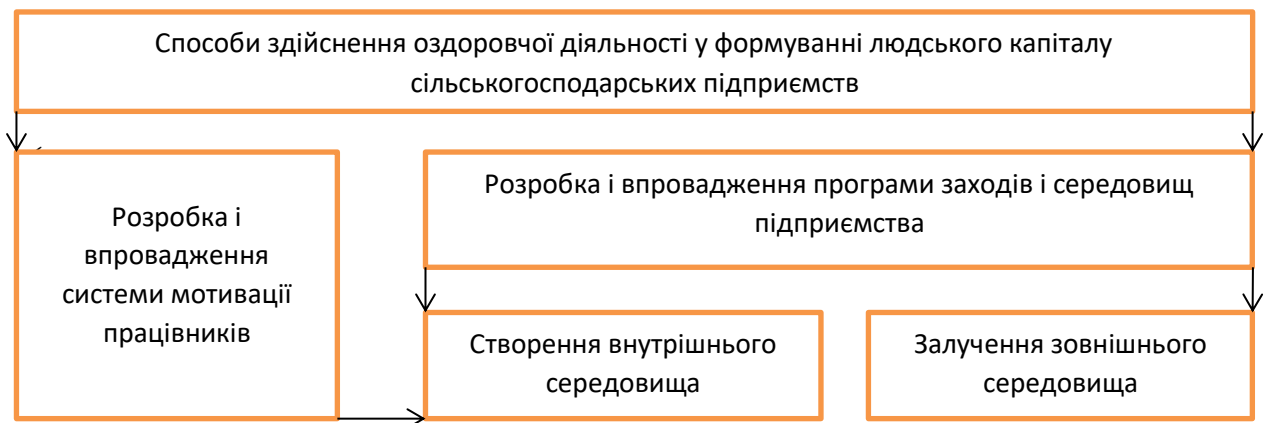 Способи здійснення оздоровчої діяльності у формуванні людського капіталу
сільськогосподарських підприємств
Розробка і
впровадження
системи мотивації
працівників
Розробка і впровадження програми заходів і середовищ
підприємства
Створення внутрішнього
середовища
Залучення зовнішнього
середовища